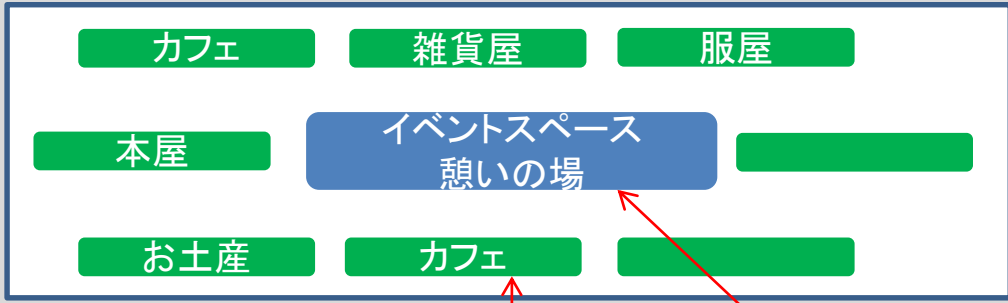 カフェ
雑貨屋
服屋
本屋
イベントスペース
憩いの場
お土産
カフェ